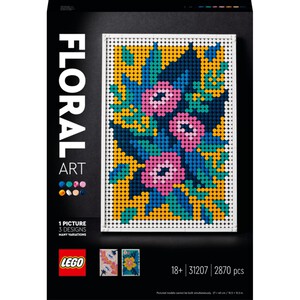 FLORAL
ART
1 PICTURE
3 DESIGNS
MANY VARIATIONS
LEGO
18+ 31207 2870 pcs